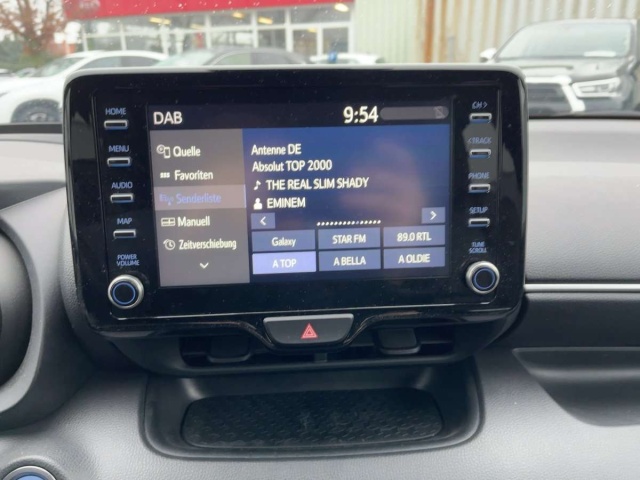 HOME
MENU
AUDIO
MAP
POWER
VOLUME
DAB
9:54
Quelle
Favoriten
Senderliste
Manuell
Zeitverschiebung
Antenne DE
Absolut TOP 2000
THE REAL SLIM SHADY
EMINEM
Galaxy STAR FM 89.0 RTL
A TOP A BELLA A OLDIE
CH >
< TRACK
PHONE
SETUP
TUNE
SCROLL